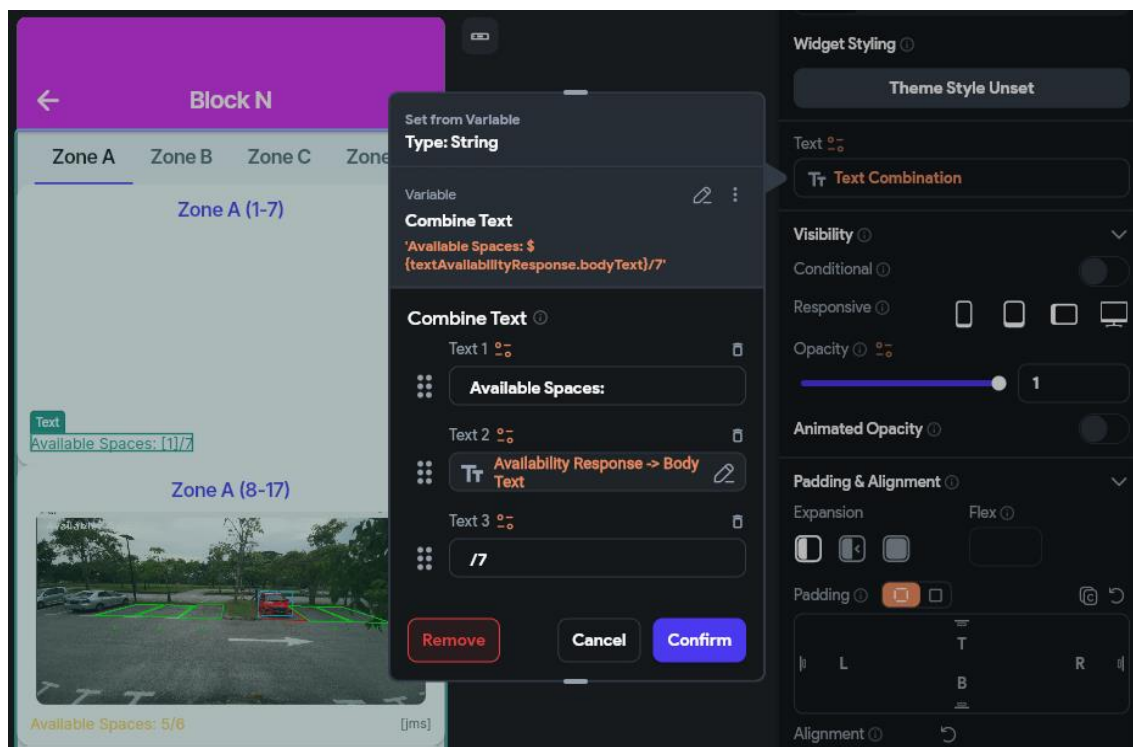 Block N
Zone A Zone B Zone C Zone
Zone A (1-7)
Text
Available Spaces: [1]/7
Zone A (8-17)
Available Spaces: 5/6 [jms]
Set from Variable
Type: String
Variable
Combine Text
'Available Spaces: $
{textAvailabilityResponse.bodyText}/7'
Combine Text
Text 1
Available Spaces:
Text 2
Availability Response -> Body
Text
Text 3
/7
Remove Cancel Confirm
Widget Styling
Theme Style Unset
Text
Text Combination
Visibility
Conditional
Responsive
Opacity
1
Animated Opacity
Padding & Alignment
Expansion Flex
Padding
T
L R
B
Alignment